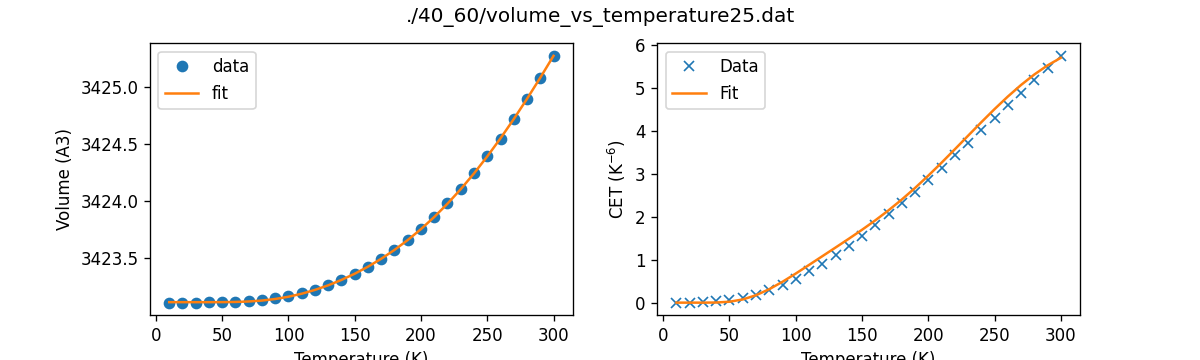 ./40_60/volume_vs_temperature25.dat
data
fit
3425.0
3424.5
3424.0
3423.5
Volume (A3)
0 50 100 150 200 250 300
Temperature (K)
Data
Fit
6
5
4
3
2
1
0
CET (K⁻⁶)
0 50 100 150 200 250 300
Temperature (K)